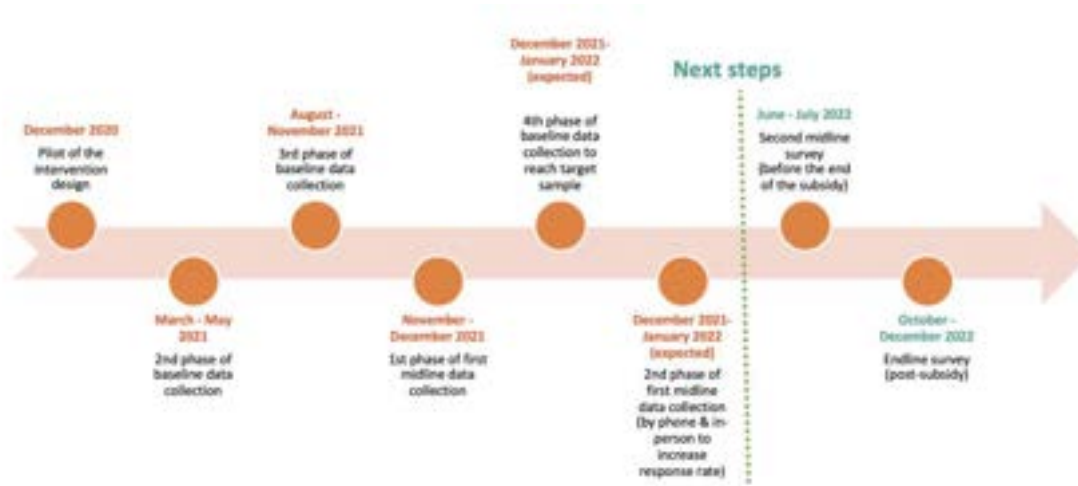 December 2020
Pilot of the
intervention
design
March - May
2021
2nd phase of
baseline data
collection
August -
November 2021
3rd phase of
baseline data
collection
November -
December 2021
1st phase of first
midline data
collection
December 2021-
January 2022
(expected)
4th phase of
baseline data
collection to
reach target
sample
December 2021-
January 2022
(expected)
2nd phase of
first midline
data collection
(by phone & in-
person to
increase
response rate)
Next steps
June - July 2022
Second midline
survey
(before the end
of the subsidy)
October -
December 2022
Endline survey
(post-subsidy)